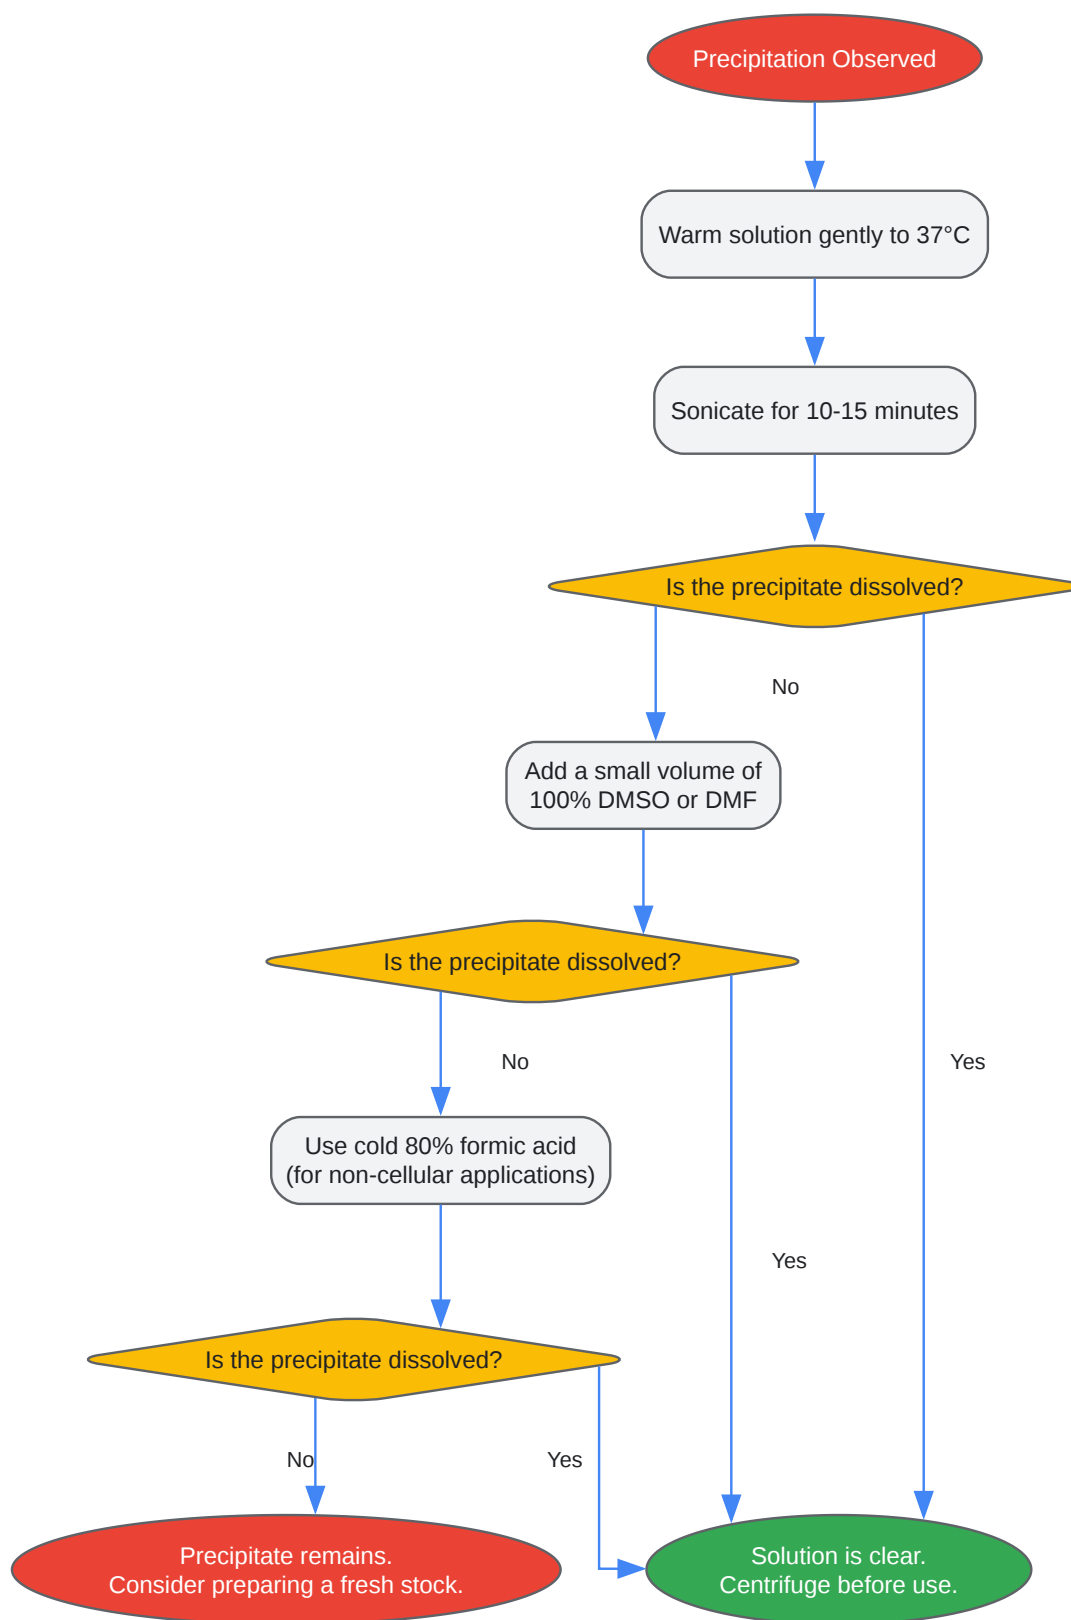 Precipitation Observed
Warm solution gently to 37°C
Sonicate for 10-15 minutes
Is the precipitate dissolved?
No
Add a small volume of
100% DMSO or DMF
Is the precipitate dissolved?
No
Yes
Use cold 80% formic acid
(for non-cellular applications)
Yes
Is the precipitate dissolved?
No
Yes
Precipitate remains.
Consider preparing a fresh stock.
Solution is clear.
Centrifuge before use.